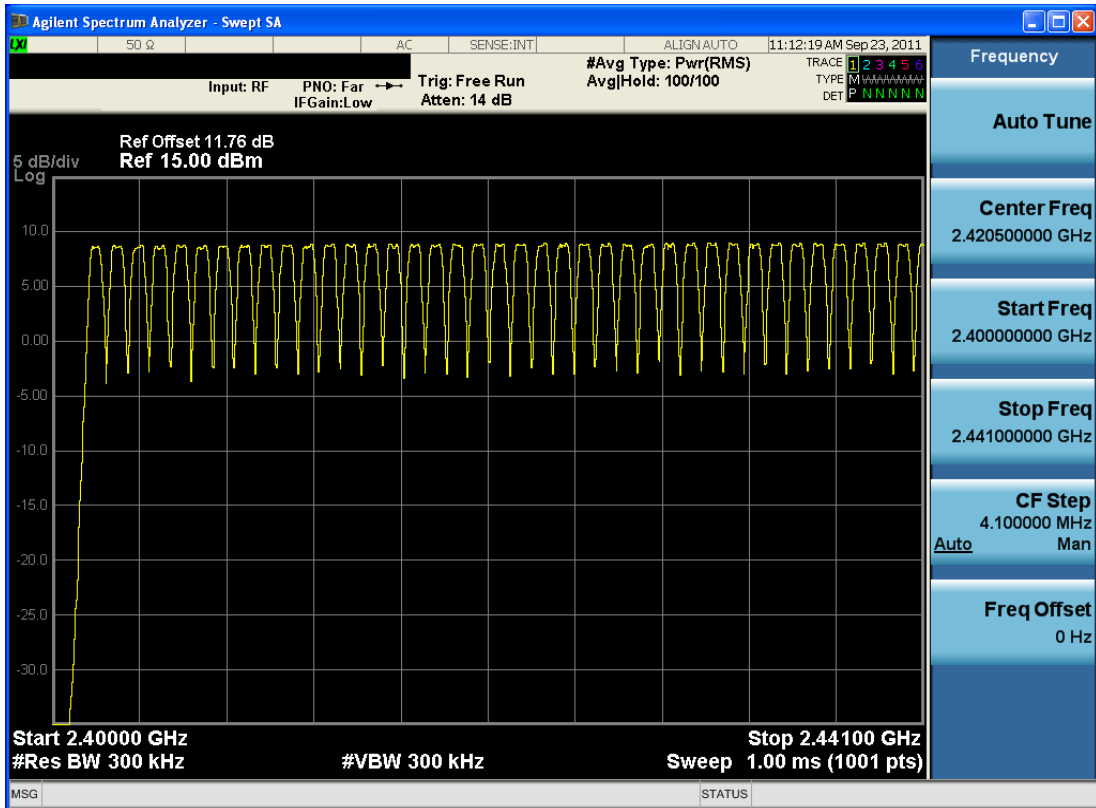 Agilent Spectrum Analyzer - Swept SA
LXI 50 Ω AC SENSE:INT ALIGN AUTO 11:12:19 AM Sep 23, 2011
Input: RF PNO: Far Trig: Free Run #Avg Type: Pwr(RMS) TRACE 1 2 3 4 5 6
IFGain:Low Atten: 14 dB Avg|Hold: 100/100 TYPE M WWWWW
DET P N N N N N
Ref Offset 11.76 dB
5 dB/div Ref 15.00 dBm
Log
10.0
5.00
0.00
-5.00
-10.0
-15.0
-20.0
-25.0
-30.0
Start 2.40000 GHz Stop 2.44100 GHz
#Res BW 300 kHz #VBW 300 kHz Sweep 1.00 ms (1001 pts)
MSG STATUS
Frequency
Auto Tune
Center Freq
2.420500000 GHz
Start Freq
2.400000000 GHz
Stop Freq
2.441000000 GHz
CF Step
4.100000 MHz
Auto Man
Freq Offset
0 Hz